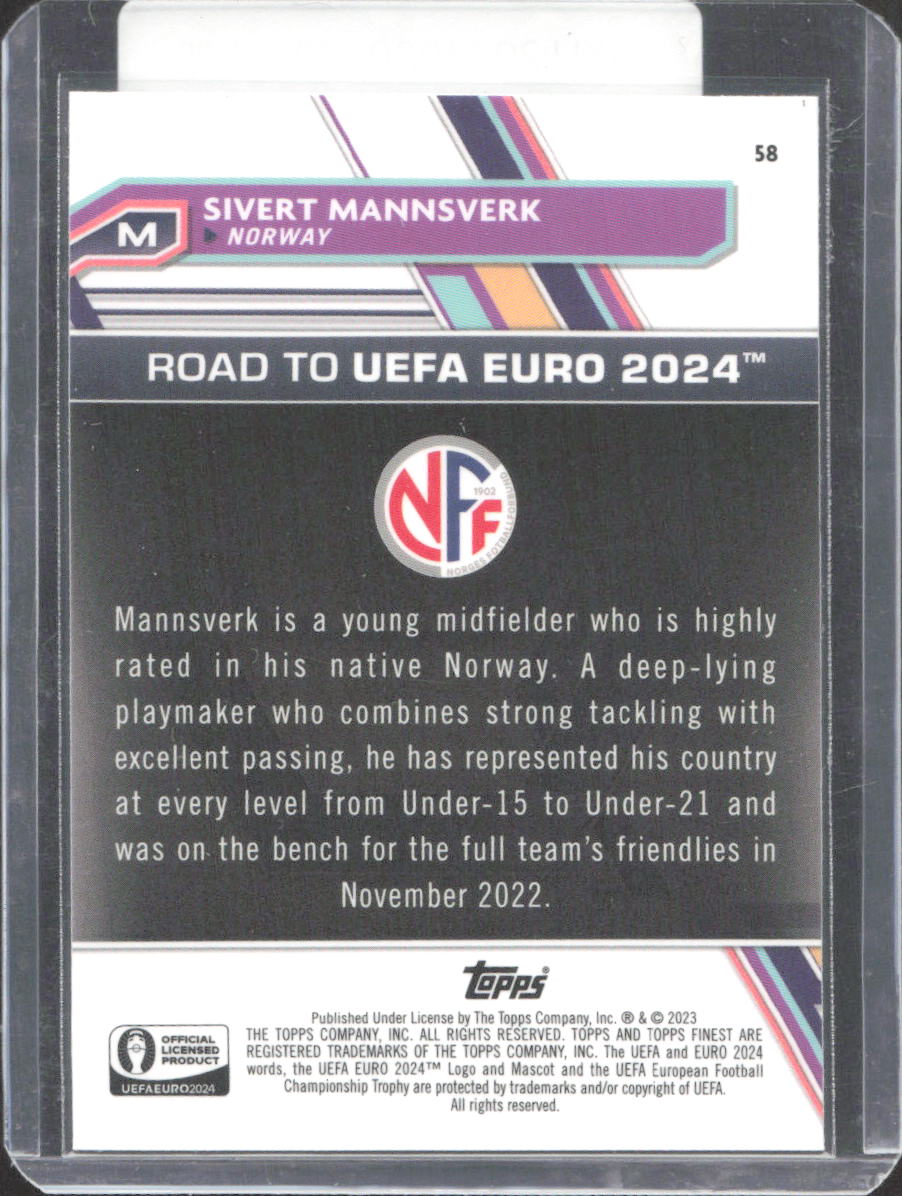 58
SIVERT MANNSVERK
M
NORWAY
ROAD TO UEFA EURO 2024™
1902
NFF
NORGES FOTBALLFORBUND
Mannsverk is a young midfielder who is highly
rated in his native Norway. A deep-lying
playmaker who combines strong tackling with
excellent passing, he has represented his country
at every level from Under-15 to Under-21 and
was on the bench for the full team's friendlies in
November 2022.
topps®
Published Under License by The Topps Company, Inc. ® & © 2023
THE TOPPS COMPANY, INC. ALL RIGHTS RESERVED. TOPPS AND TOPPS FINEST ARE
REGISTERED TRADEMARKS OF THE TOPPS COMPANY, INC. The UEFA and EURO 2024
words, the UEFA EURO 2024™ Logo and Mascot and the UEFA European Football
Championship Trophy are protected by trademarks and/or copyright of UEFA.
All rights reserved.
OFFICIAL
LICENSED
PRODUCT
UEFAEURO2024